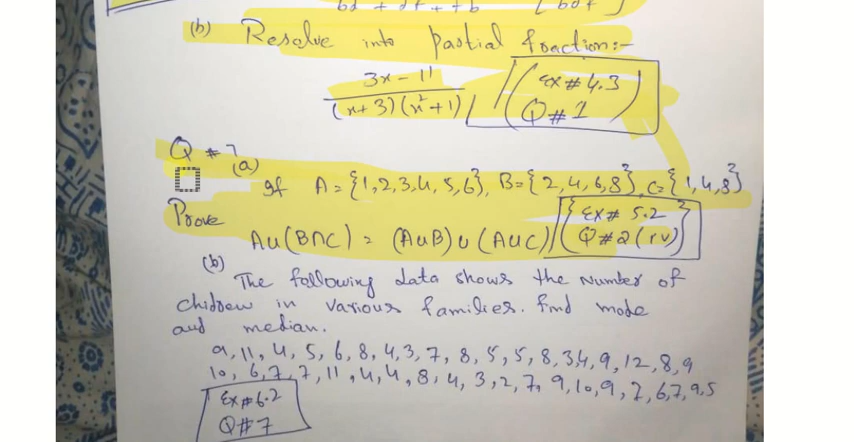 (b) Resolve into Partial fraction:-
3x - 11
(x+3)(x²+1)
(Ex # 4.3
Q # 1)
Q # 7
(a)
If A = {1,2,3,4,5,6}, B={2,4,6,8}, C={1,4,8}
Prove
AU(B∩C) = (AUB)U(AUC)
{Ex # 5.2}
(Q # 2 (iv))
(b)
The following data shows the Number of
children in various families. find mode
and median.
9, 11, 4, 5, 6, 8, 4, 3, 7, 8, 5, 5, 8, 3,4, 9, 12, 8, 9
10, 6, 7, 7, 11, 4, 4, 8, 4, 3, 2, 7, 9, 10, 9, 7, 6,7, 9,5
Ex #6.2
Q#7